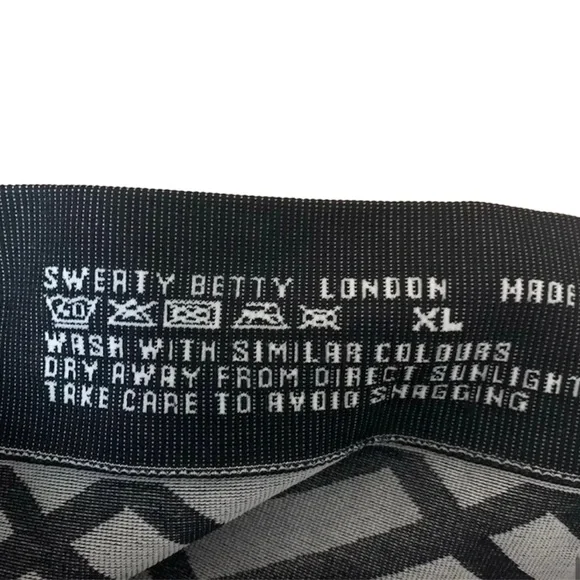 SWEATY BETTY LONDON MADE
40 XL
WASH WITH SIMILAR COLOURS
DRY AWAY FROM DIRECT SUNLIGHT
TAKE CARE TO AVOID SNAGGING